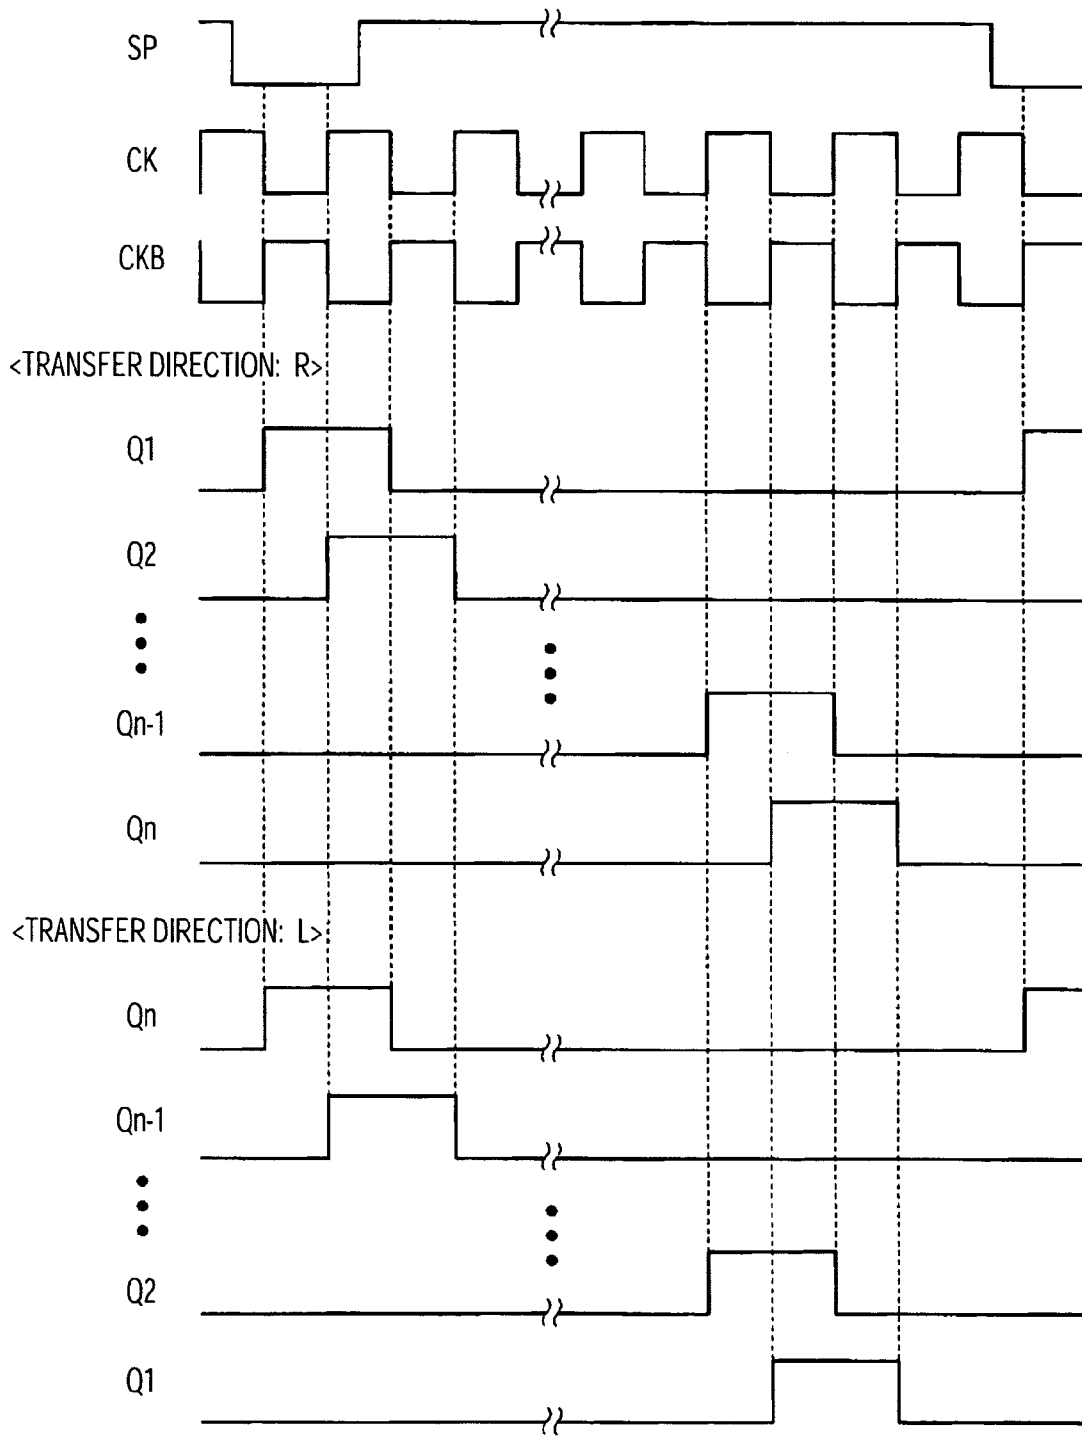 SP
CK
CKB
<TRANSFER DIRECTION: R>
Q1
Q2
Qn-1
Qn
<TRANSFER DIRECTION: L>
Qn
Qn-1
Q2
Q1